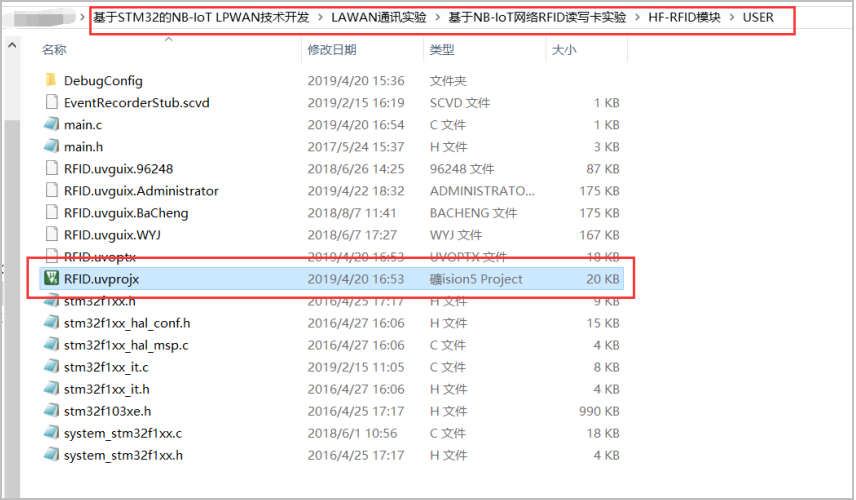 基于STM32的NB-IoT LPWAN技术开发 > LAWAN通讯实验 > 基于NB-IoT网络RFID读写卡实验 > HF-RFID模块 > USER
名称 修改日期 类型 大小
DebugConfig 2019/4/20 15:36 文件夹
EventRecorderStub.scvd 2019/2/15 16:19 SCVD 文件 1 KB
main.c 2019/4/20 16:54 C 文件 1 KB
main.h 2017/5/24 15:37 H 文件 3 KB
RFID.uvguix.96248 2018/6/26 14:25 96248 文件 87 KB
RFID.uvguix.Administrator 2019/4/22 18:32 ADMINISTRATO... 175 KB
RFID.uvguix.BaCheng 2018/8/7 11:41 BACHENG 文件 175 KB
RFID.uvguix.WYJ 2018/6/7 17:27 WYJ 文件 167 KB
RFID.uvoptx 2019/4/20 16:53 UVOPTX 文件 18 KB
RFID.uvprojx 2019/4/20 16:53 礦ision5 Project 20 KB
stm32f1xx.h 2016/4/25 17:17 H 文件 9 KB
stm32f1xx_hal_conf.h 2016/4/27 16:06 H 文件 15 KB
stm32f1xx_hal_msp.c 2016/4/27 16:06 C 文件 4 KB
stm32f1xx_it.c 2019/2/15 11:05 C 文件 8 KB
stm32f1xx_it.h 2016/4/27 16:06 H 文件 4 KB
stm32f103xe.h 2016/4/25 17:17 H 文件 990 KB
system_stm32f1xx.c 2018/6/1 10:56 C 文件 18 KB
system_stm32f1xx.h 2016/4/25 17:17 H 文件 4 KB